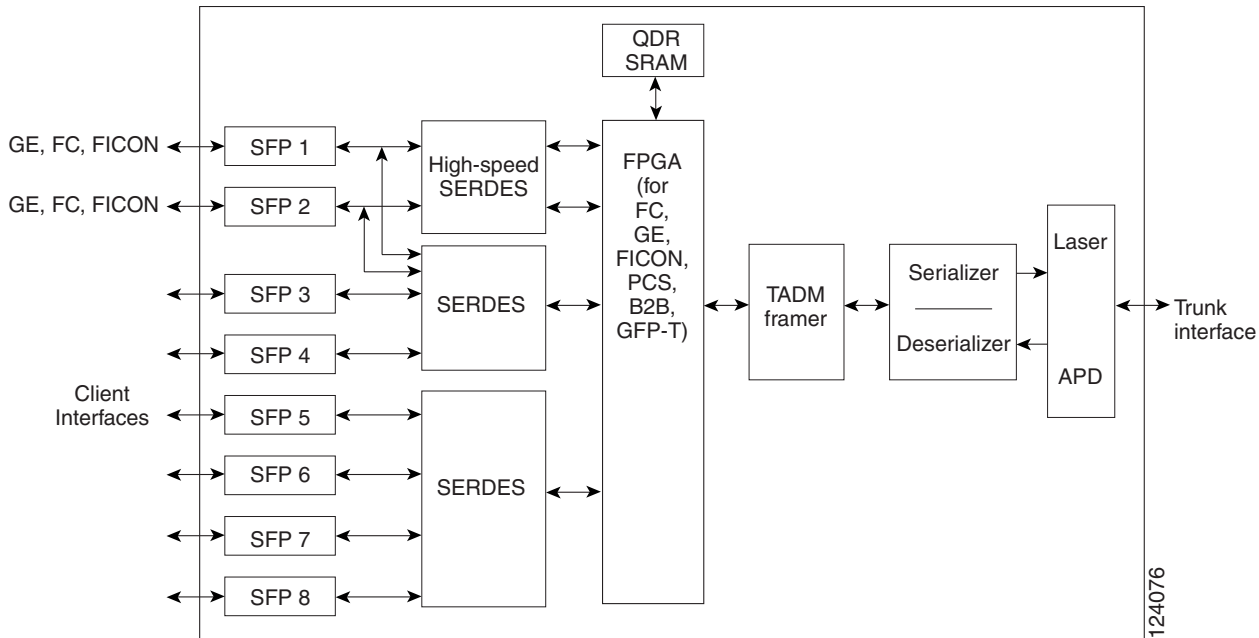 QDR
SRAM
GE, FC, FICON
SFP 1
High-speed
SERDES
FPGA
(for
FC,
GE,
FICON,
PCS,
B2B,
GFP-T)
GE, FC, FICON
SFP 2
SFP 3
SERDES
SFP 4
TADM
framer
Serializer
Deserializer
Laser
APD
Trunk
interface
Client
Interfaces
SFP 5
SFP 6
SERDES
SFP 7
SFP 8
124076